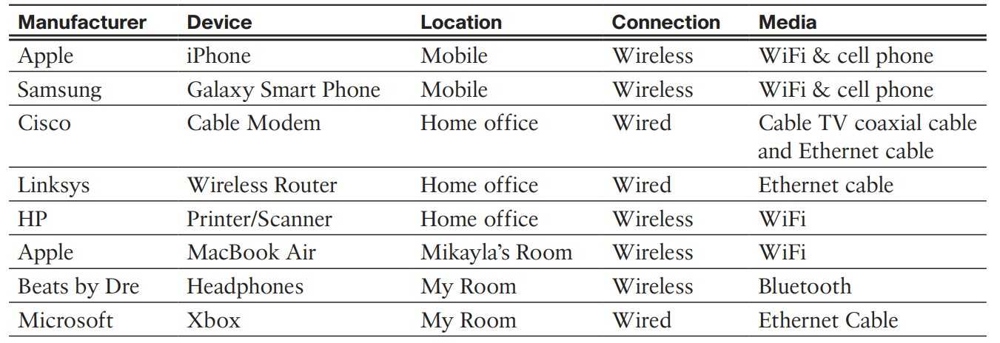 Manufacturer Device Location Connection Media
Apple iPhone Mobile Wireless WiFi & cell phone
Samsung Galaxy Smart Phone Mobile Wireless WiFi & cell phone
Cisco Cable Modem Home office Wired Cable TV coaxial cable
and Ethernet cable
Linksys Wireless Router Home office Wired Ethernet cable
HP Printer/Scanner Home office Wireless WiFi
Apple MacBook Air Mikayla’s Room Wireless WiFi
Beats by Dre Headphones My Room Wireless Bluetooth
Microsoft Xbox My Room Wired Ethernet Cable